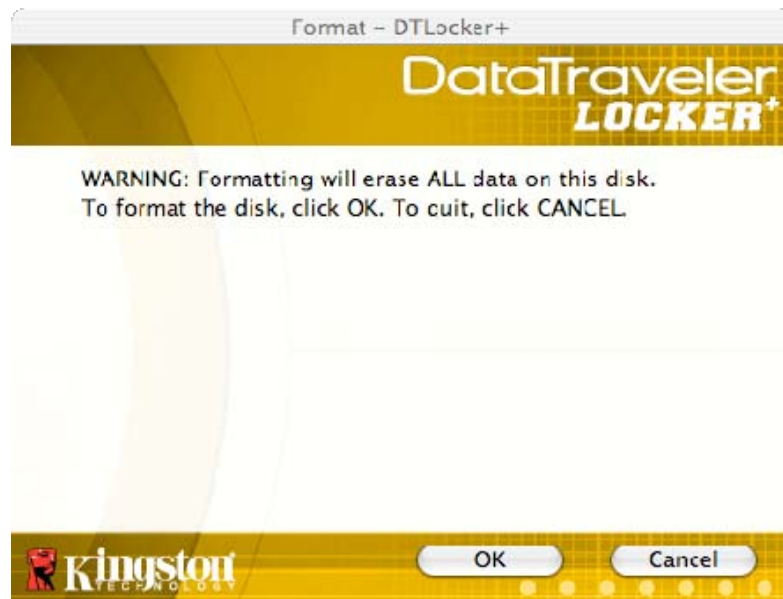 Format – DTLocker+
DataTraveler
LOCKER+
WARNING: Formatting will erase ALL data on this disk.
To format the disk, click OK. To quit, click CANCEL.
OK
Cancel
Kingston
TECHNOLOGY